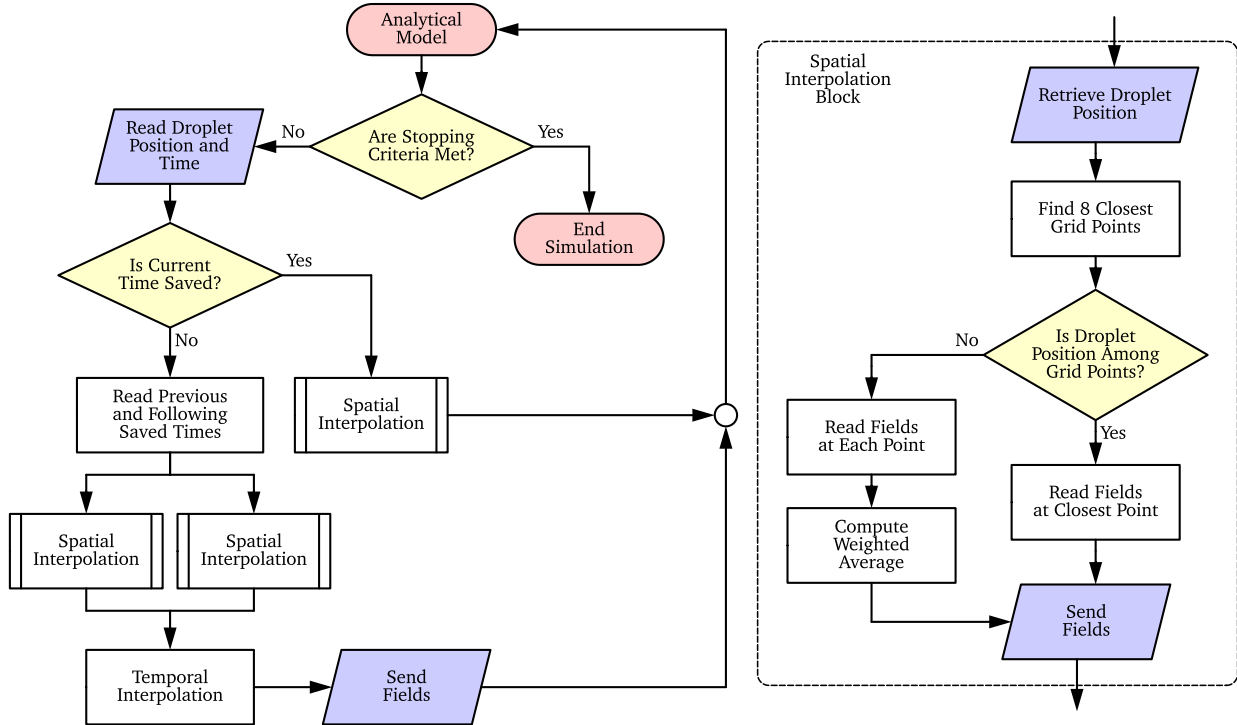 Analytical
Model
Are Stopping
Criteria Met?
No
Yes
Read Droplet
Position and
Time
End
Simulation
Is Current
Time Saved?
Yes
No
Read Previous
and Following
Saved Times
Spatial
Interpolation
Spatial
Interpolation
Spatial
Interpolation
Temporal
Interpolation
Send
Fields
Spatial
Interpolation
Block
Retrieve Droplet
Position
Find 8 Closest
Grid Points
Is Droplet
Position Among
Grid Points?
No
Yes
Read Fields
at Each Point
Compute
Weighted
Average
Read Fields
at Closest Point
Send
Fields